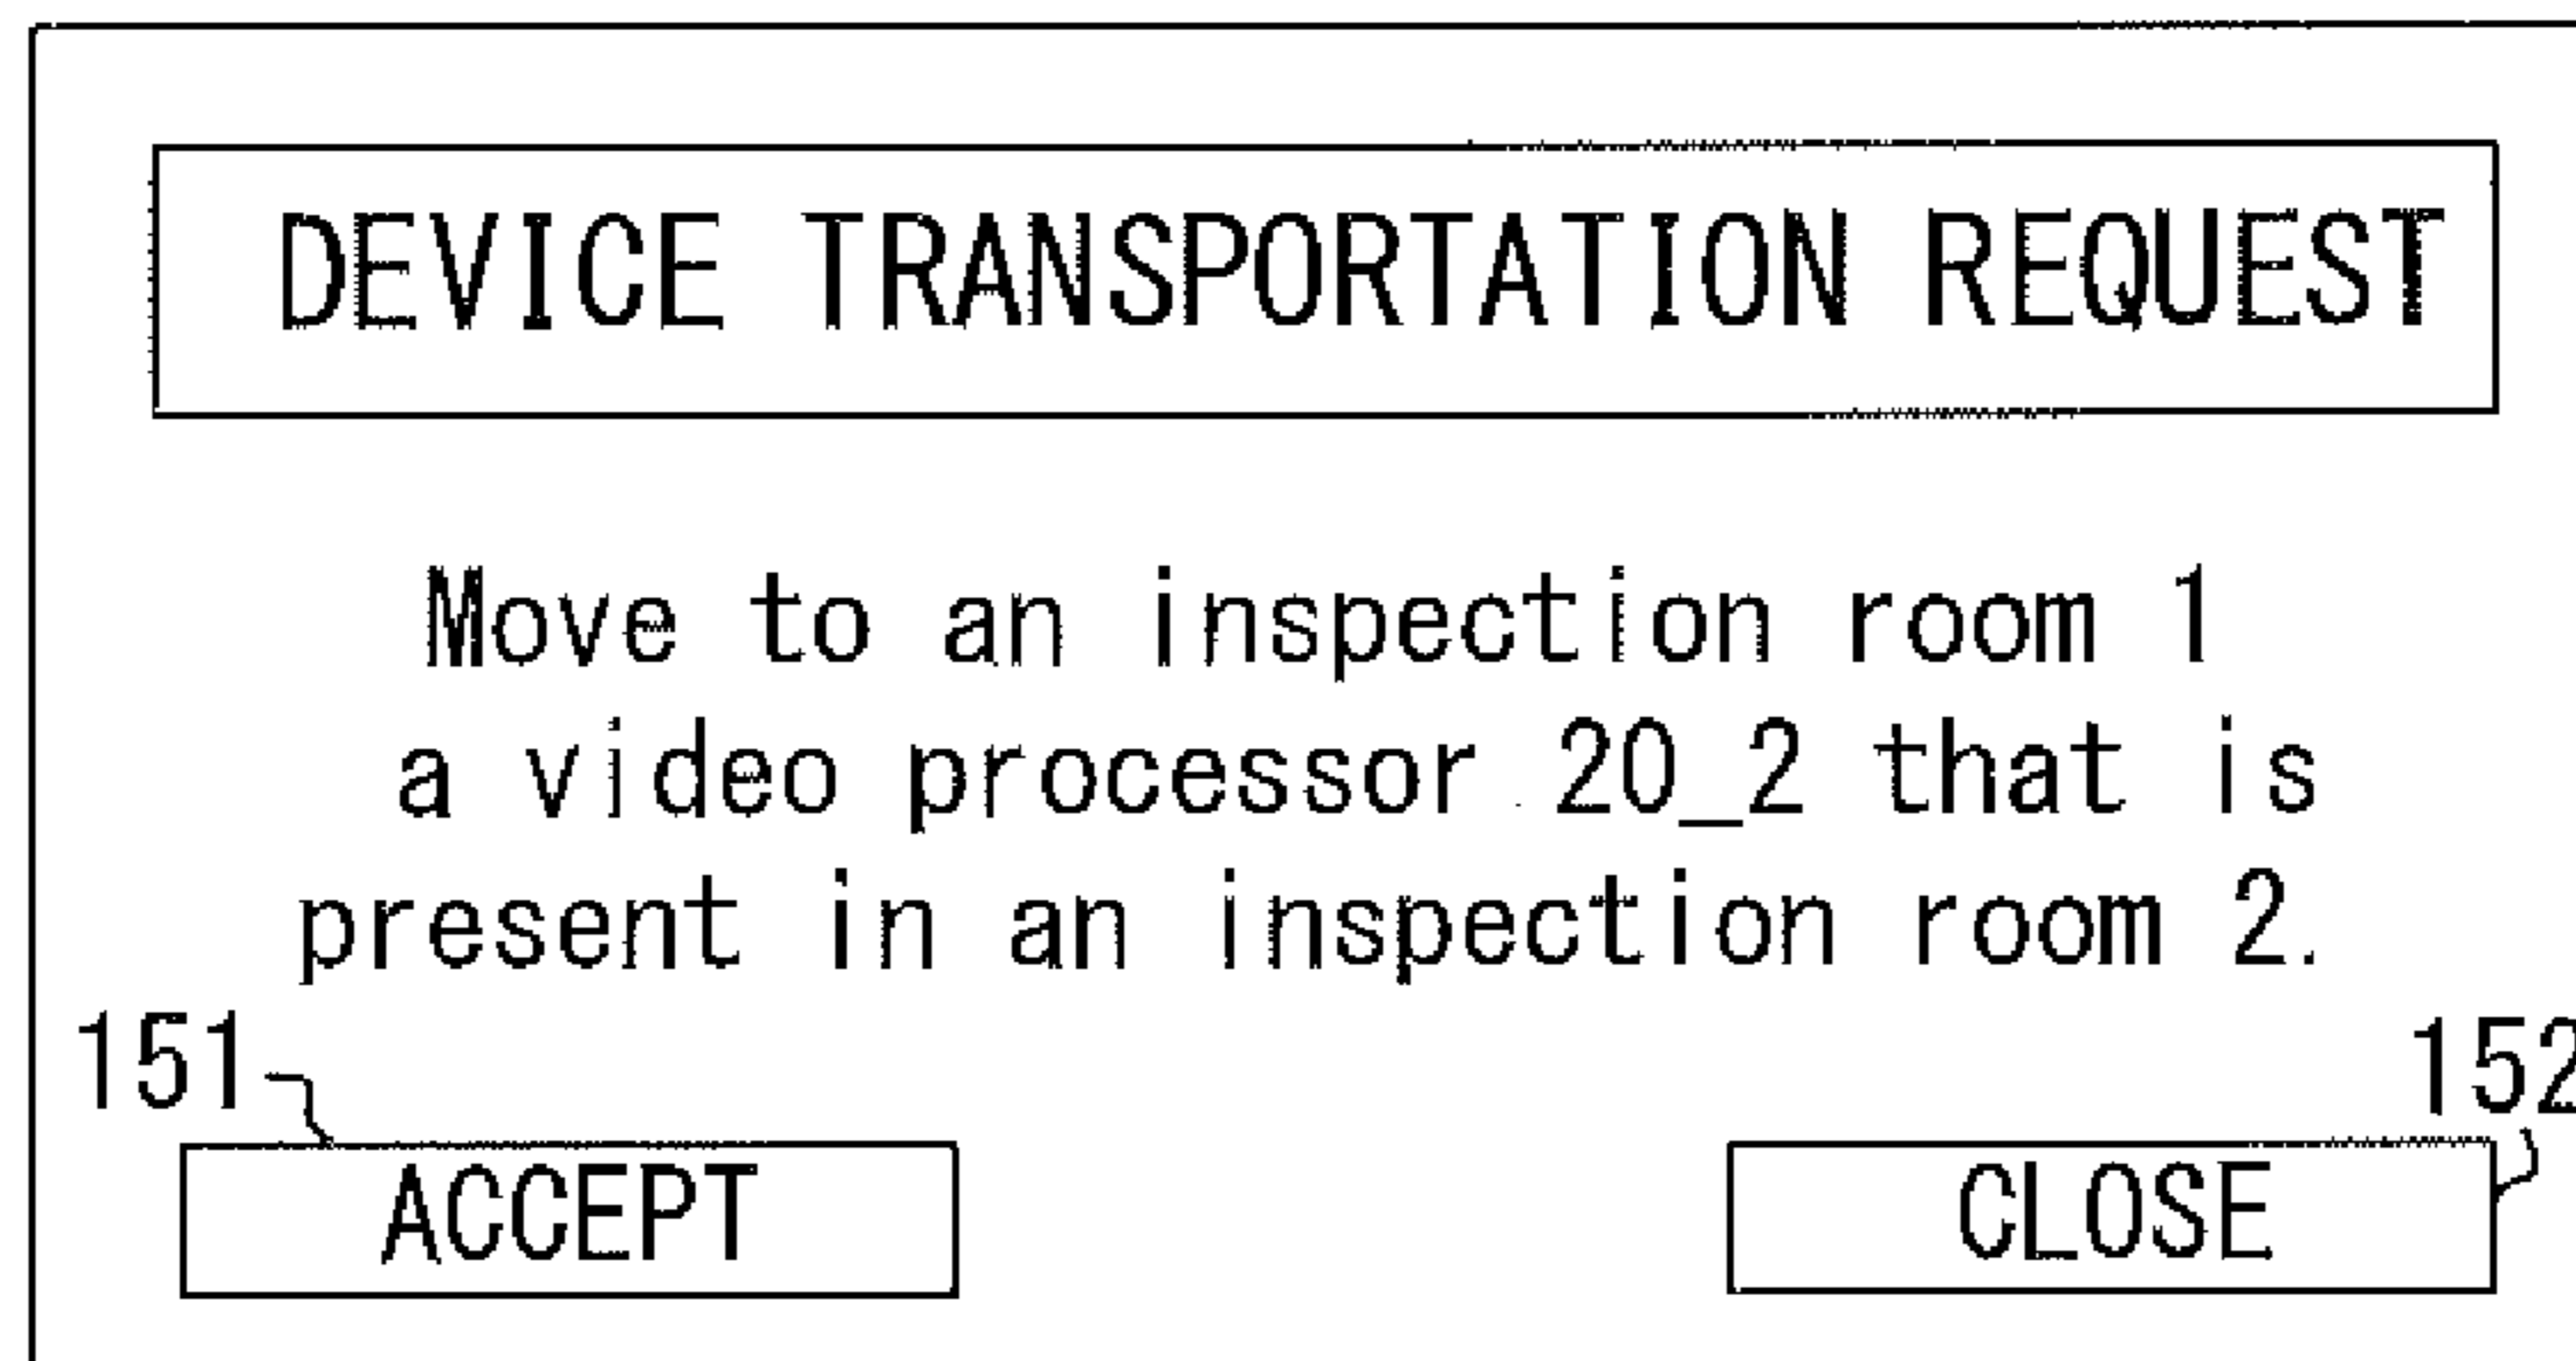 DEVICE TRANSPORTATION REQUEST
Move to an inspection room 1
a video processor 20_2 that is
present in an inspection room 2.
151
152
ACCEPT
CLOSE